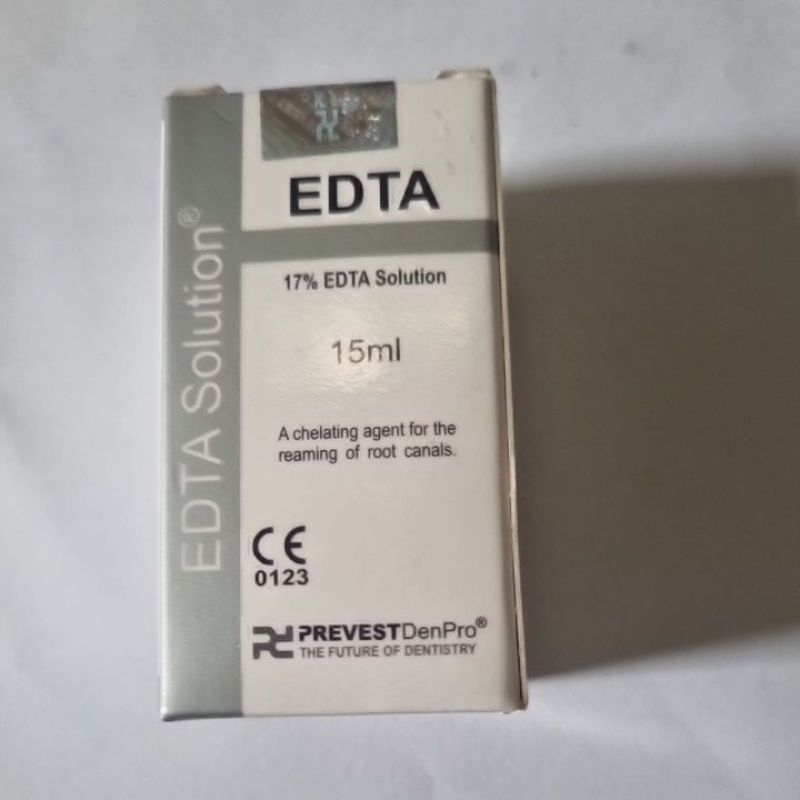 EDTA
17% EDTA Solution
15ml
A chelating agent for the
reaming of root canals.
CE
0123
PREVESTDenPro®
THE FUTURE OF DENTISTRY
EDTA Solution®